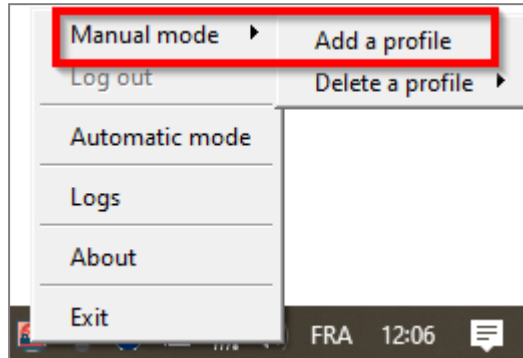 Manual mode
Add a profile
Log out
Delete a profile
Automatic mode
Logs
About
Exit
FRA 12:06